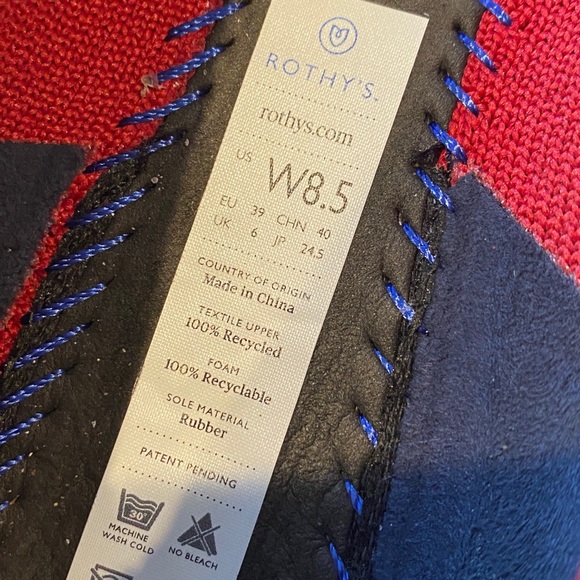 ROTHY'S
rothys.com
US W8.5
EU 39 CHN 40
UK 6 JP 24.5
COUNTRY OF ORIGIN
Made in China
TEXTILE UPPER
100% Recycled
FOAM
100% Recyclable
SOLE MATERIAL
Rubber
PATENT PENDING
30°
MACHINE
WASH COLD
NO BLEACH